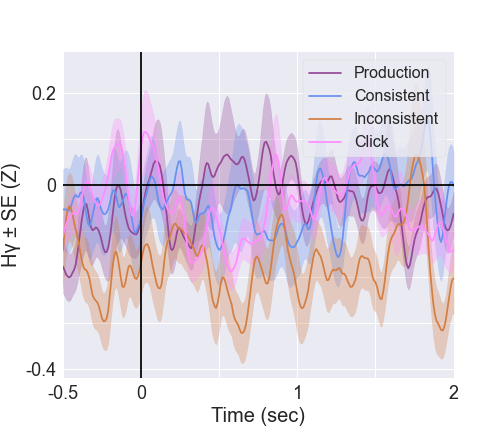 Production
Consistent
Inconsistent
Click
0.2
0
-0.4
Hγ ± SE (Z)
-0.5 0 1 2
Time (sec)